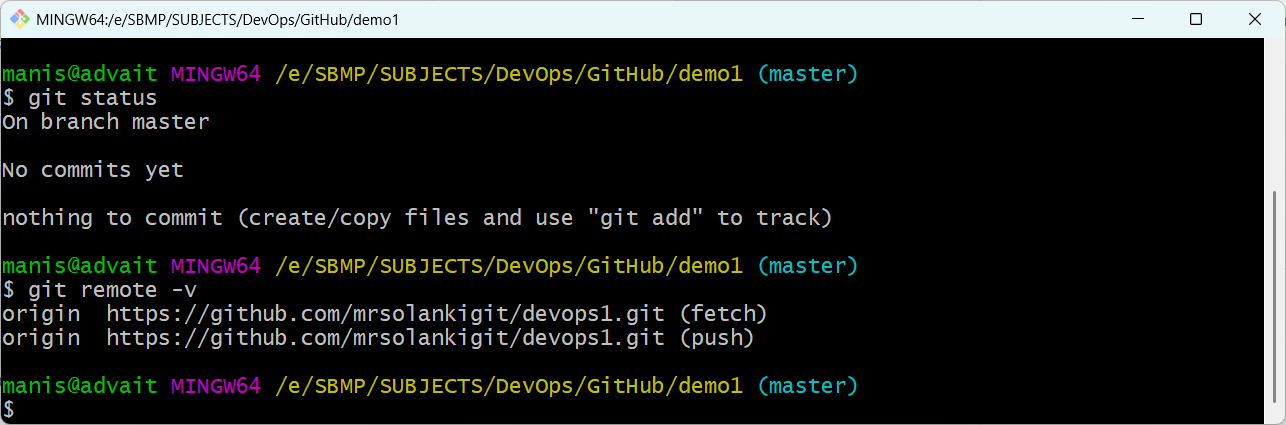 MINGW64:/e/SBMP/SUBJECTS/DevOps/GitHub/demo1
manis@advait MINGW64 /e/SBMP/SUBJECTS/DevOps/GitHub/demo1 (master)
$ git status
On branch master
No commits yet
nothing to commit (create/copy files and use "git add" to track)
manis@advait MINGW64 /e/SBMP/SUBJECTS/DevOps/GitHub/demo1 (master)
$ git remote -v
origin  https://github.com/mrsolankigit/devops1.git (fetch)
origin  https://github.com/mrsolankigit/devops1.git (push)
manis@advait MINGW64 /e/SBMP/SUBJECTS/DevOps/GitHub/demo1 (master)
$